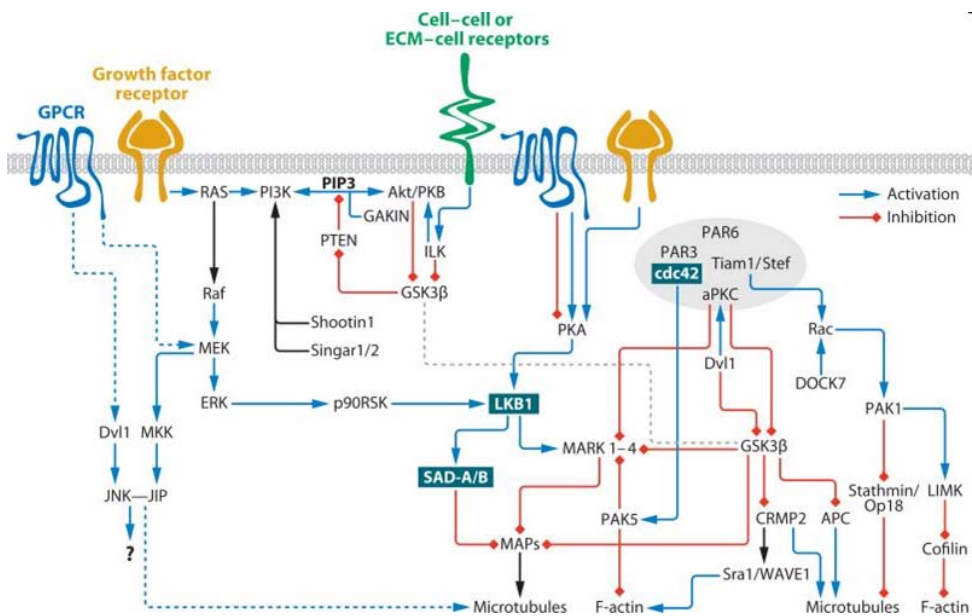 Cell–cell or
ECM–cell receptors
Growth factor
receptor
GPCR
RAS
PI3K
PIP3
Akt/PKB
GAKIN
PTEN
ILK
GSK3β
Raf
Shootin1
Singar1/2
MEK
ERK
p90RSK
LKB1
PKA
Dvl1
MKK
JNK—JIP
?
SAD-A/B
MARK 1–4
MAPs
Microtubules
PAR6
PAR3
cdc42
Tiam1/Stef
aPKC
Dvl1
Rac
DOCK7
PAK1
GSK3β
PAK5
CRMP2
APC
Stathmin/
Op18
LIMK
Cofilin
Sra1/WAVE1
F-actin
Microtubules
F-actin
Activation
Inhibition